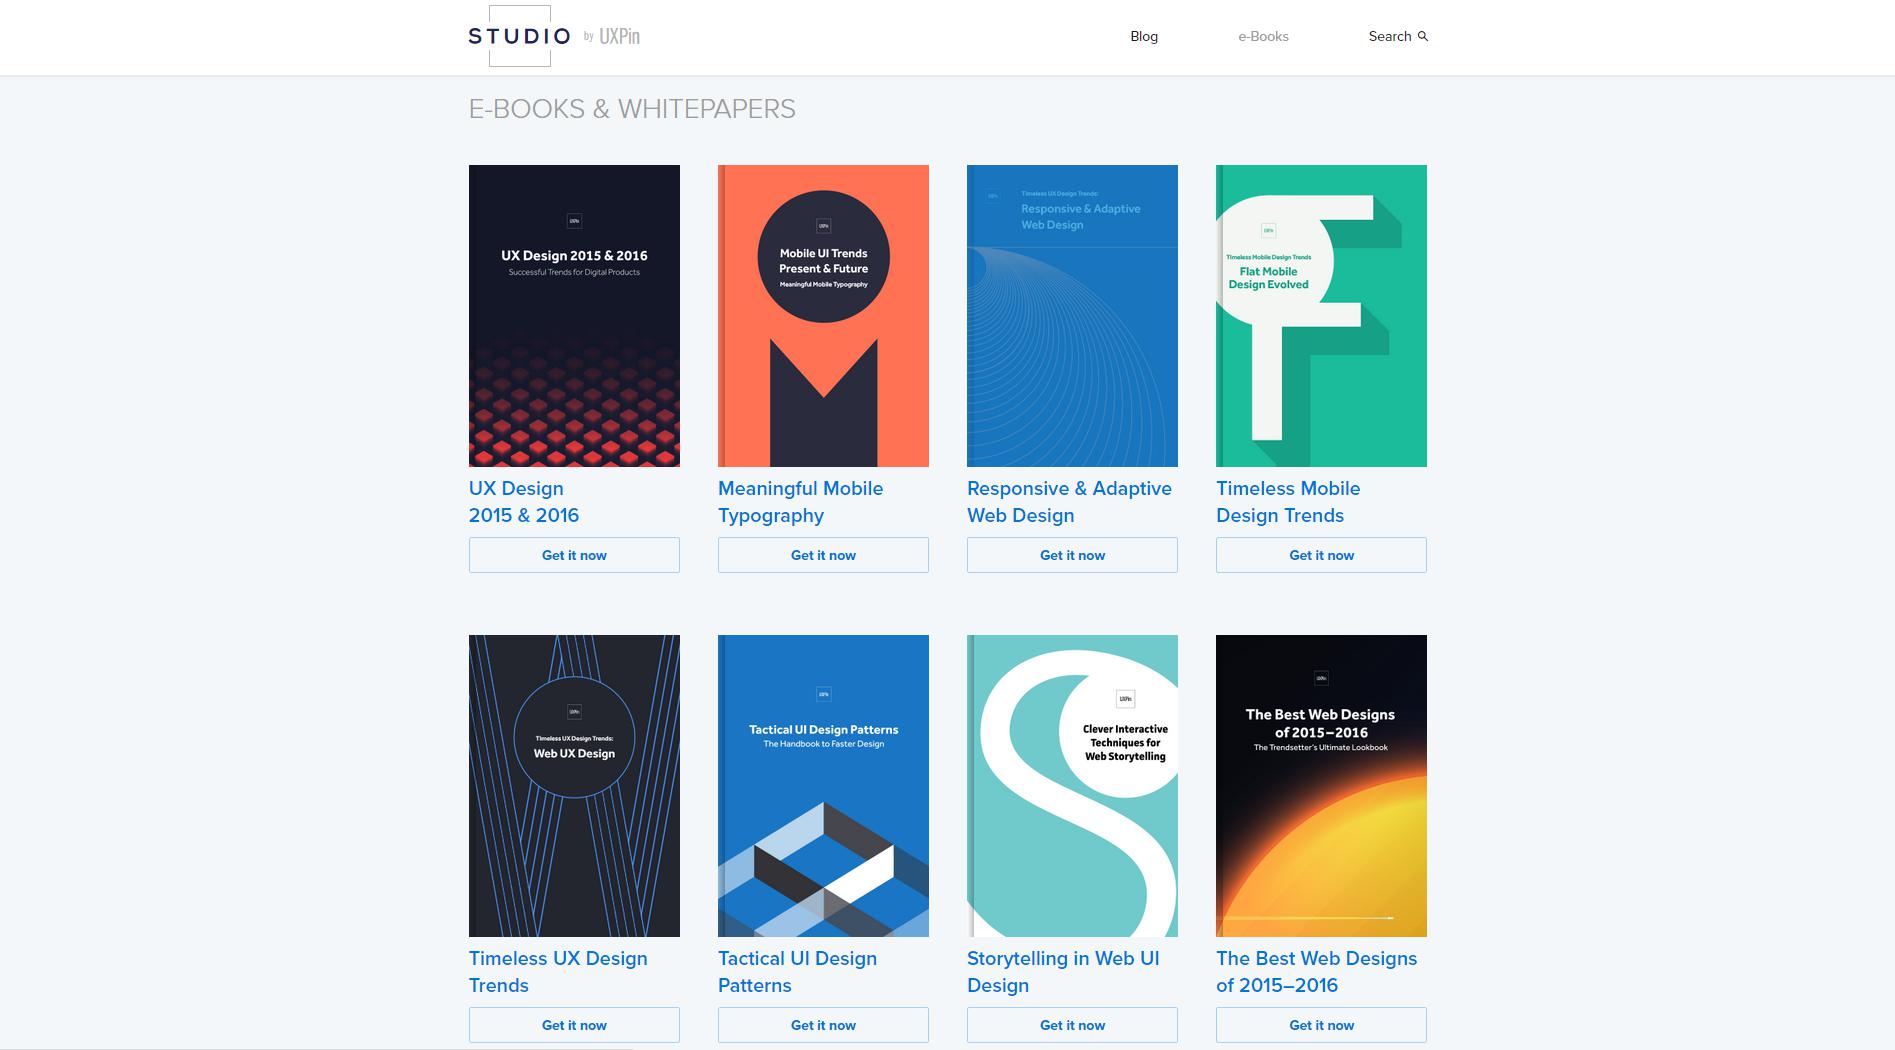 STUDIO by UXPin
Blog
e-Books
Search
E-BOOKS & WHITEPAPERS
UXPin
UX Design 2015 & 2016
Successful Trends for Digital Products
UX Design
2015 & 2016
Get it now
UXPin
Mobile UI Trends
Present & Future
Meaningful Mobile Typography
Meaningful Mobile
Typography
Get it now
UXPin
Timeless UX Design Trends:
Responsive & Adaptive
Web Design
Responsive & Adaptive
Web Design
Get it now
UXPin
Timeless Mobile Design Trends
Flat Mobile
Design Evolved
Timeless Mobile
Design Trends
Get it now
UXPin
Timeless UX Design Trends:
Web UX Design
Timeless UX Design
Trends
Get it now
UXPin
Tactical UI Design Patterns
The Handbook to Faster Design
Tactical UI Design
Patterns
Get it now
UXPin
Clever Interactive
Techniques for
Web Storytelling
Storytelling in Web UI
Design
Get it now
UXPin
The Best Web Designs
of 2015–2016
The Trendsetter's Ultimate Lookbook
The Best Web Designs
of 2015–2016
Get it now